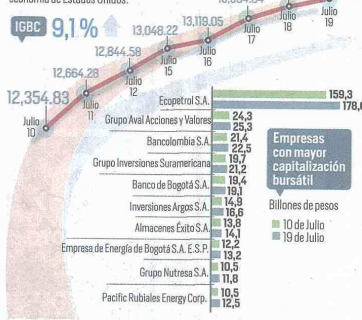 economía de Estados Unidos.
IGBC 9,1%
12,354.83
Julio 10
12,664.28
Julio 11
12,844.58
Julio 12
13,048.22
Julio 15
13,119.05
Julio 16
Julio 17
Julio 18
Julio 19
Empresas con mayor capitalización bursátil
Billones de pesos
10 de Julio
19 de Julio
Ecopetrol S.A. 159,3
Grupo Aval Acciones y Valores 24,3 25,3
Bancolombia S.A. 21,4 22,5
Grupo Inversiones Suramericana 19,7 21,2
Banco de Bogotá S.A. 19,4 19,1
Inversiones Argos S.A. 14,9 16,6
Almacenes Éxito S.A. 13,8 14,1
Empresa de Energía de Bogotá S.A. E.S.P. 12,2 13,2
Grupo Nutresa S.A. 10,5 11,8
Pacific Rubiales Energy Corp. 10,5 12,5